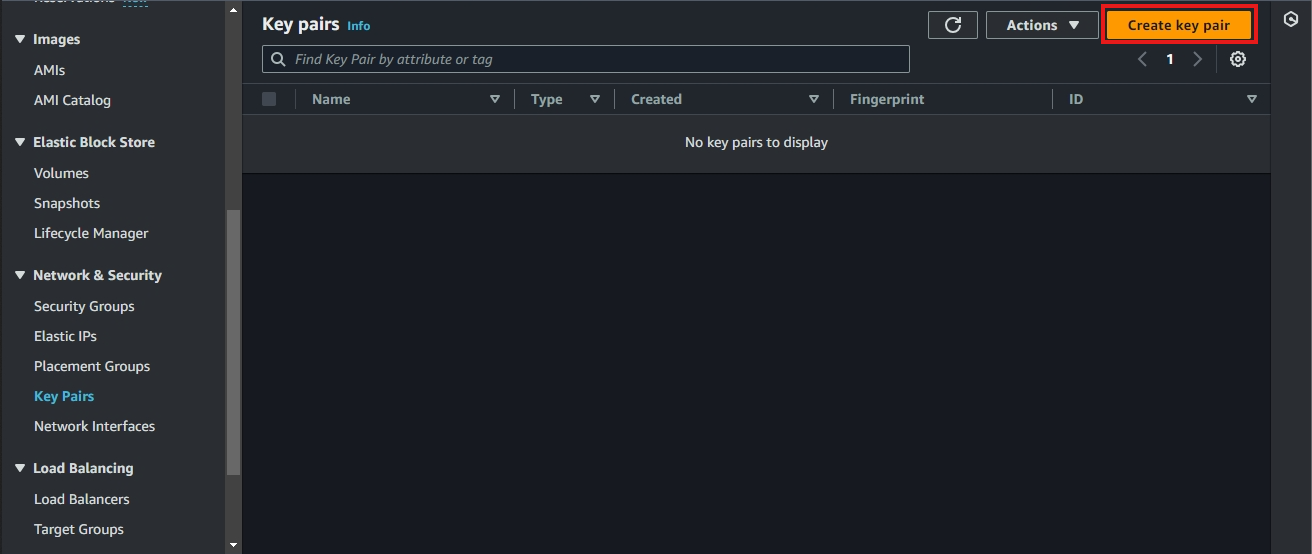 Reservations New
Images
AMIs
AMI Catalog
Elastic Block Store
Volumes
Snapshots
Lifecycle Manager
Network & Security
Security Groups
Elastic IPs
Placement Groups
Key Pairs
Network Interfaces
Load Balancing
Load Balancers
Target Groups
Key pairs Info
Actions
Create key pair
Find Key Pair by attribute or tag
1
Name Type Created Fingerprint ID
No key pairs to display